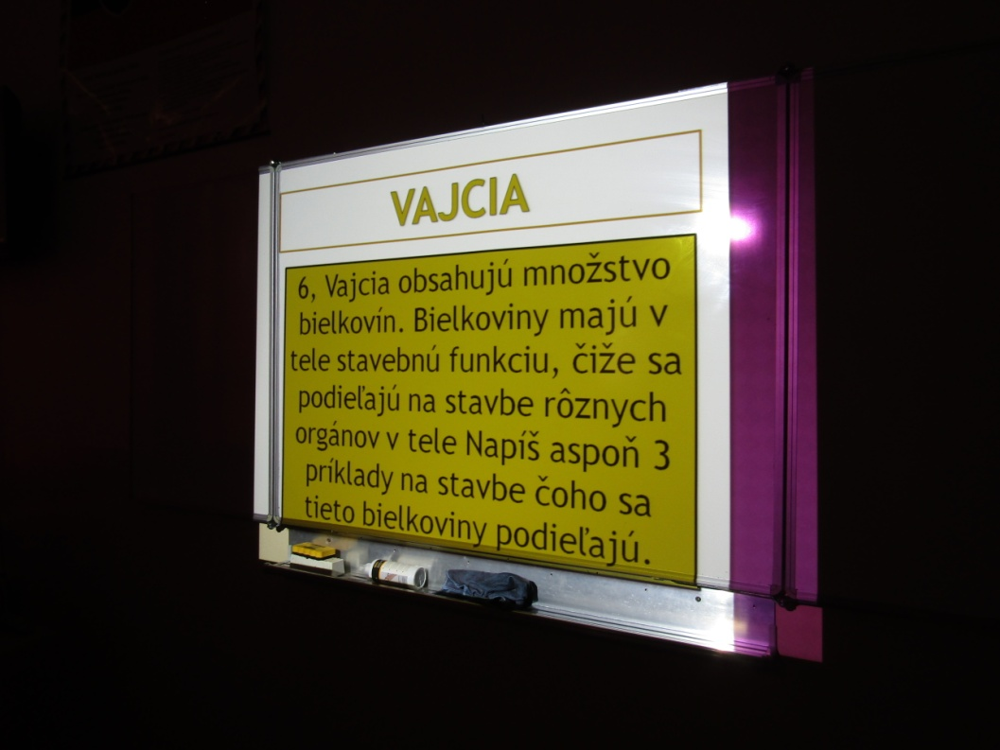 VAJCIA
6, Vajcia obsahujú množstvo
bielkovín. Bielkoviny majú v
tele stavebnú funkciu, čiže sa
podieľajú na stavbe rôznych
orgánov v tele Napíš aspoň 3
príklady na stavbe čoho sa
tieto bielkoviny podieľajú.